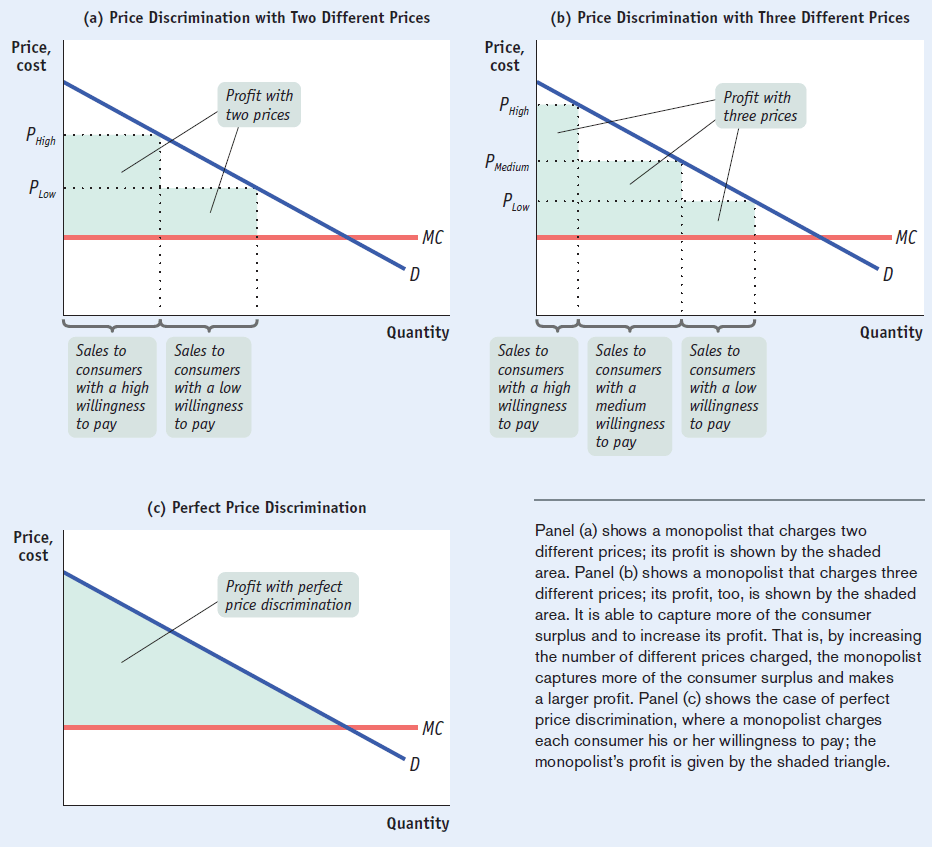 (a) Price Discrimination with Two Different Prices
Price,
cost
Profit with
two prices
P High
P Low
MC
D
Quantity
Sales to
consumers
with a high
willingness
to pay
Sales to
consumers
with a low
willingness
to pay
(b) Price Discrimination with Three Different Prices
Price,
cost
Profit with
three prices
P High
P Medium
P Low
MC
D
Quantity
Sales to
consumers
with a high
willingness
to pay
Sales to
consumers
with a
medium
willingness
to pay
Sales to
consumers
with a low
willingness
to pay
(c) Perfect Price Discrimination
Price,
cost
Profit with perfect
price discrimination
MC
D
Quantity
Panel (a) shows a monopolist that charges two
different prices; its profit is shown by the shaded
area. Panel (b) shows a monopolist that charges three
different prices; its profit, too, is shown by the shaded
area. It is able to capture more of the consumer
surplus and to increase its profit. That is, by increasing
the number of different prices charged, the monopolist
captures more of the consumer surplus and makes
a larger profit. Panel (c) shows the case of perfect
price discrimination, where a monopolist charges
each consumer his or her willingness to pay; the
monopolist's profit is given by the shaded triangle.